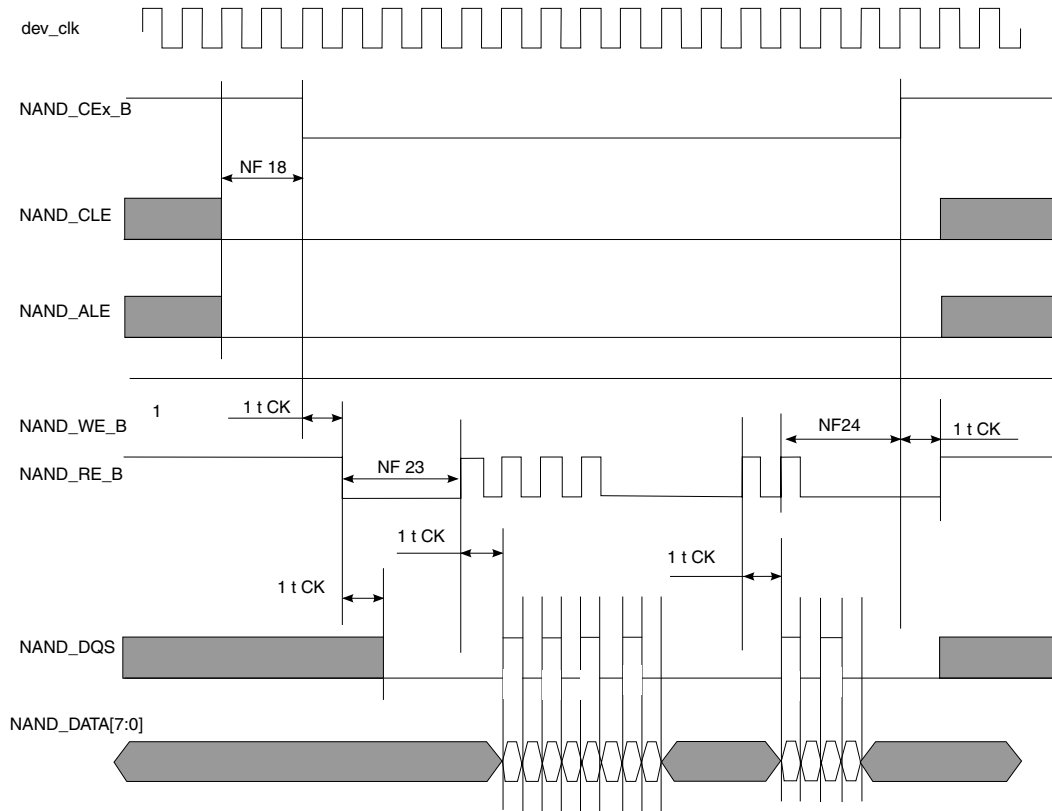 dev_clk
NAND_CEx_B
NF 18
NAND_CLE
NAND_ALE
1
1 t CK
NF24
1 t CK
NAND_WE_B
NF 23
NAND_RE_B
1 t CK
1 t CK
1 t CK
NAND_DQS
NAND_DATA[7:0]